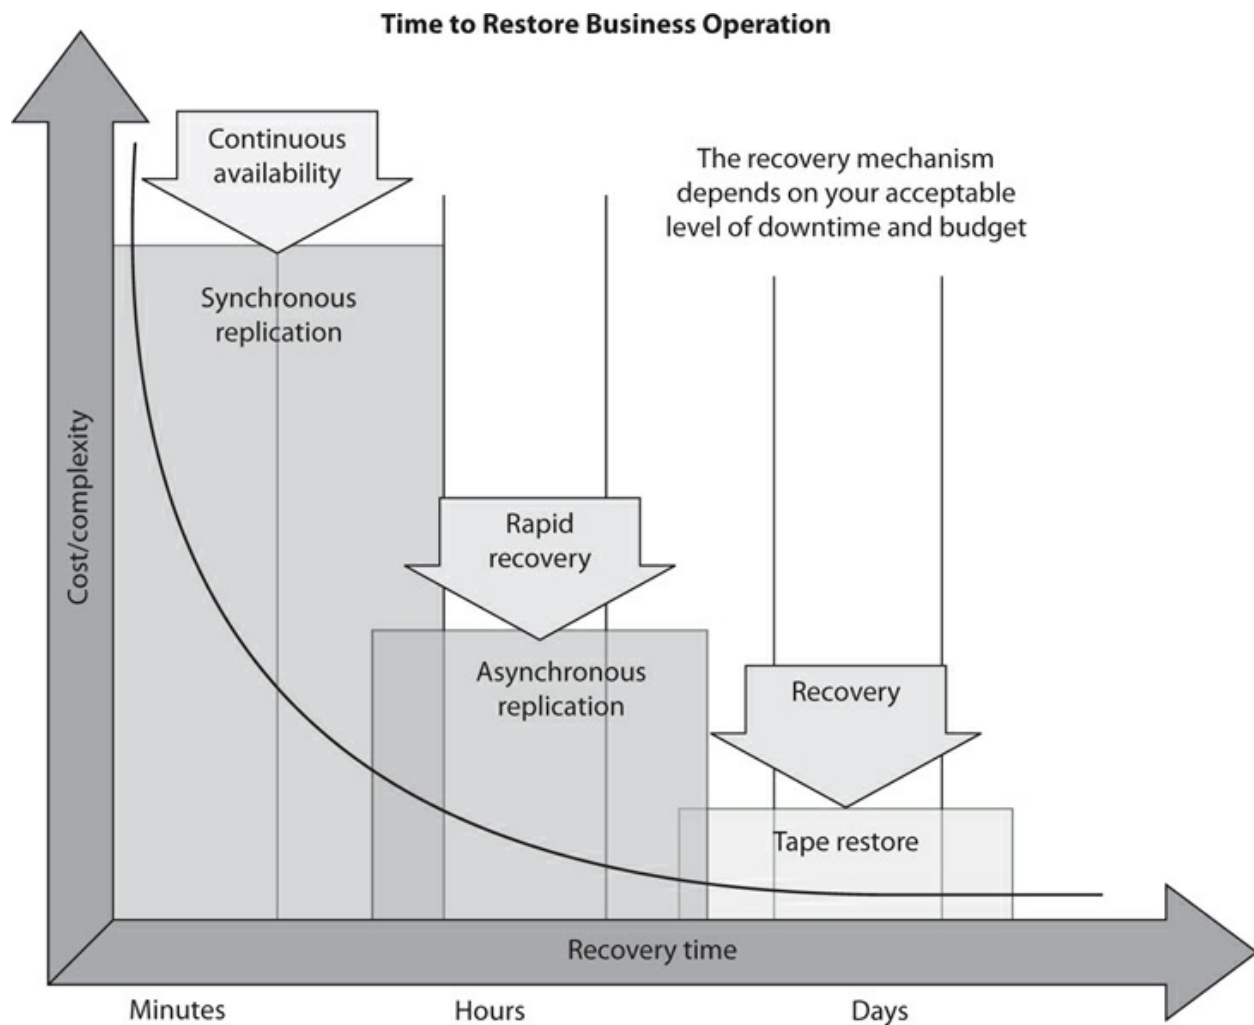 Time to Restore Business Operation
Continuous
availability
The recovery mechanism
depends on your acceptable
level of downtime and budget
Synchronous
replication
Cost/complexity
Rapid
recovery
Asynchronous
replication
Recovery
Tape restore
Recovery time
Minutes
Hours
Days